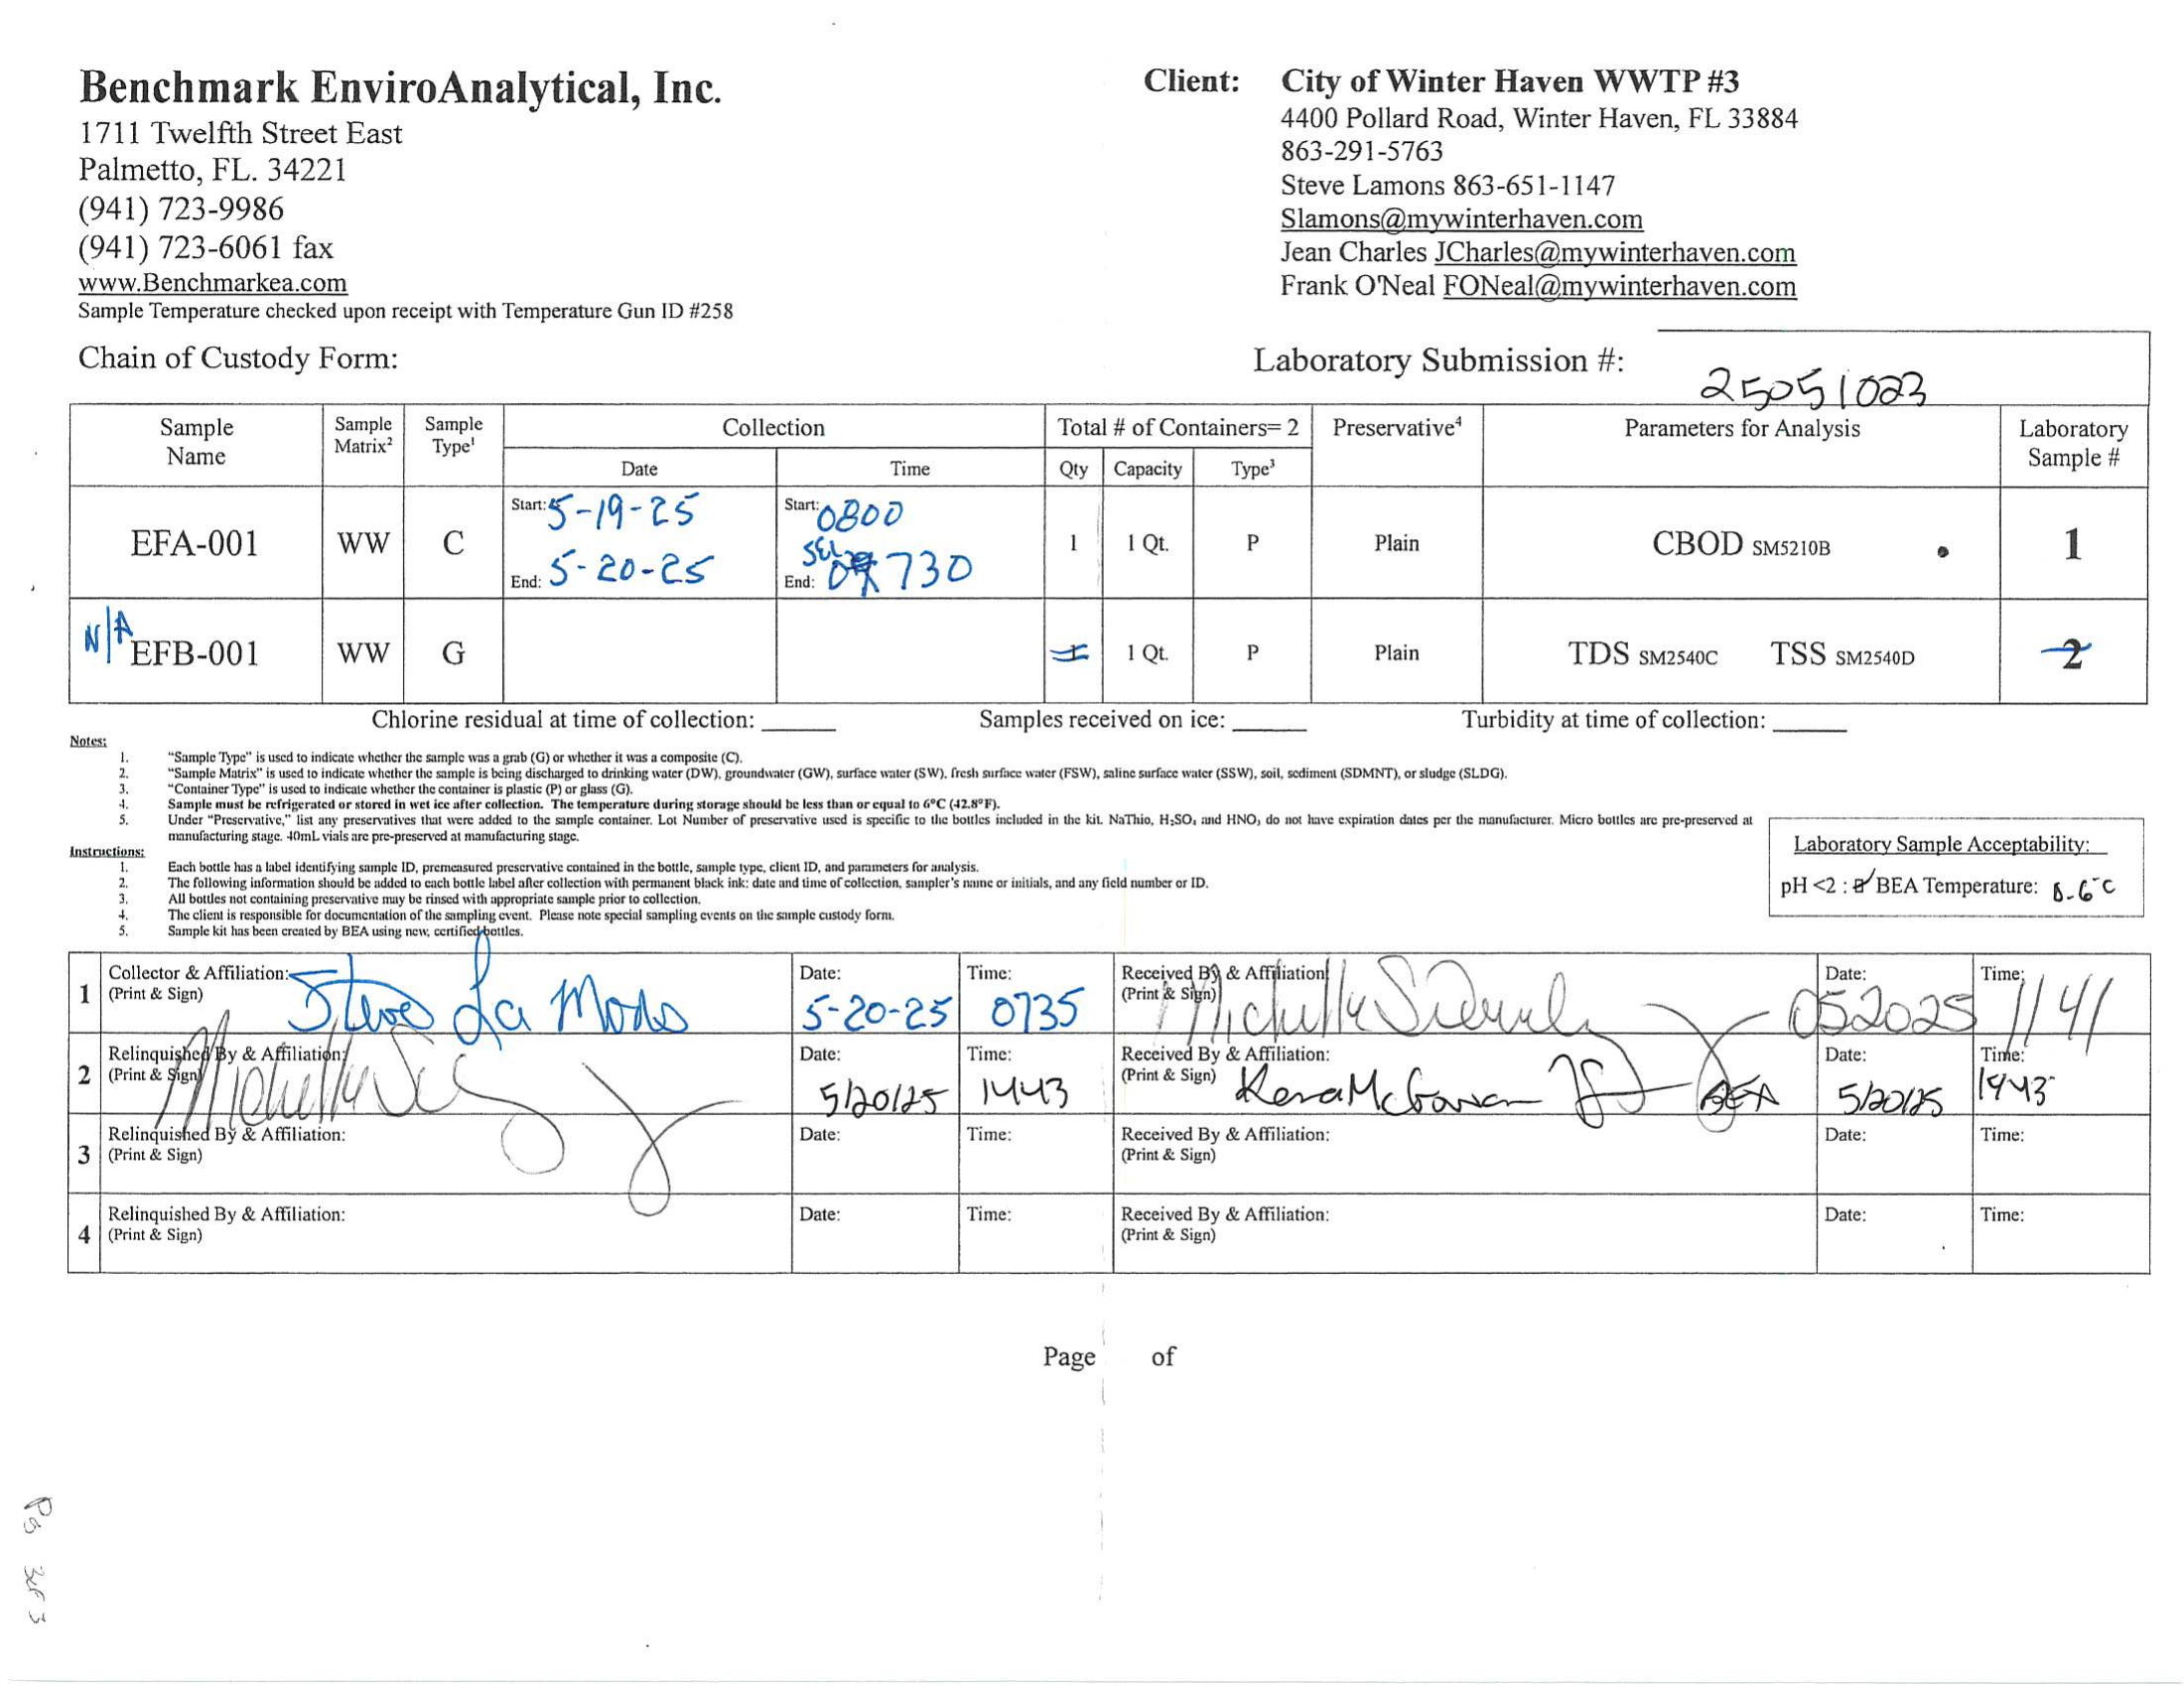 Benchmark EnviroAnalytical, Inc.
1711 Twelfth Street East
Palmetto, FL. 34221
(941) 723-9986
(941) 723-6061 fax
www.Benchmarkea.com
Sample Temperature checked upon receipt with Temperature Gun ID #258
Client: City of Winter Haven WWTP #3
4400 Pollard Road, Winter Haven, FL 33884
863-291-5763
Steve Lamons 863-651-1147
Slamons@mywinterhaven.com
Jean Charles JCharles@mywinterhaven.com
Frank O'Neal FONeal@mywinterhaven.com
Chain of Custody Form:
Laboratory Submission #: 25051023
Sample Name Sample Matrix² Sample Type¹ Collection Total # of Containers= 2 Preservative⁴ Parameters for Analysis Laboratory Sample #
Date Time Qty Capacity Type³
EFA-001 WW C Start: 5-19-25 Start: 0800 1 1 Qt. P Plain CBOD SM5210B 1
End: 5-20-25 End: 0730 SEL
N/A EFB-001 WW G 1 1 Qt. P Plain TDS SM2540C TSS SM2540D 2
Chlorine residual at time of collection: Samples received on ice: Turbidity at time of collection:
Notes:
1. "Sample Type" is used to indicate whether the sample was a grab (G) or whether it was a composite (C).
2. "Sample Matrix" is used to indicate whether the sample is being discharged to drinking water (DW), groundwater (GW), surface water (SW), fresh surface water (FSW), saline surface water (SSW), soil, sediment (SDMNT), or sludge (SLDG).
3. "Container Type" is used to indicate whether the container is plastic (P) or glass (G).
4. Sample must be refrigerated or stored in wet ice after collection. The temperature during storage should be less than or equal to 6°C (42.8°F).
5. Under "Preservative," list any preservatives that were added to the sample container. Lot Number of preservative used is specific to the bottles included in the kit. NaThio, H₂SO₄ and HNO₃ do not have expiration dates per the manufacturer. Micro bottles are pre-preserved at
manufacturing stage. 40mL vials are pre-preserved at manufacturing stage.
Instructions:
1. Each bottle has a label identifying sample ID, premeasured preservative contained in the bottle, sample type, client ID, and parameters for analysis.
2. The following information should be added to each bottle label after collection with permanent black ink: date and time of collection, sampler's name or initials, and any field number or ID.
3. All bottles not containing preservative may be rinsed with appropriate sample prior to collection.
4. The client is responsible for documentation of the sampling event. Please note special sampling events on the sample custody form.
5. Sample kit has been created by BEA using new, certified bottles.
Laboratory Sample Acceptability:
pH <2 : BEA Temperature: 0.6°C
1 Collector & Affiliation: (Print & Sign) Steve La Mons Date: 5-20-25 Time: 0735 Received By & Affiliation (Print & Sign) Michelle Date: 052025 Time: 1141
2 Relinquished By & Affiliation: (Print & Sign) Michelle Date: 5/20/25 Time: 1443 Received By & Affiliation: (Print & Sign) Kera McGowan BEA Date: 5/20/25 Time: 1443
3 Relinquished By & Affiliation: (Print & Sign) Date: Time: Received By & Affiliation: (Print & Sign) Date: Time:
4 Relinquished By & Affiliation: (Print & Sign) Date: Time: Received By & Affiliation: (Print & Sign) Date: Time:
Page of
Pg 3 of 3